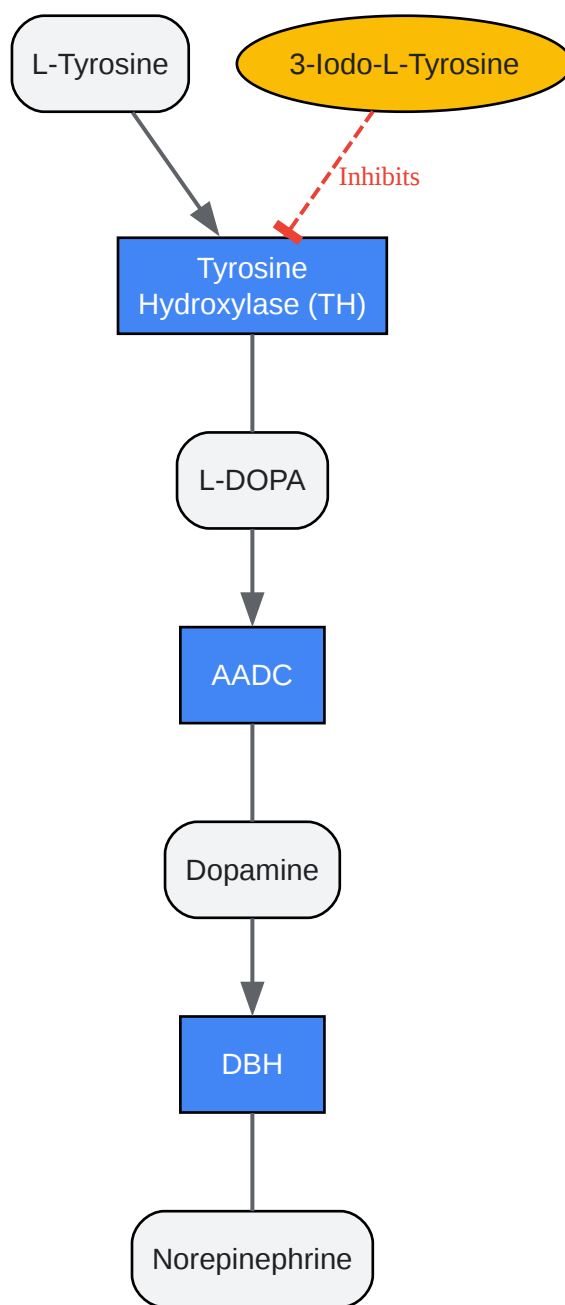 L-Tyrosine
3-Iodo-L-Tyrosine
Inhibits
Tyrosine
Hydroxylase (TH)
L-DOPA
AADC
Dopamine
DBH
Norepinephrine